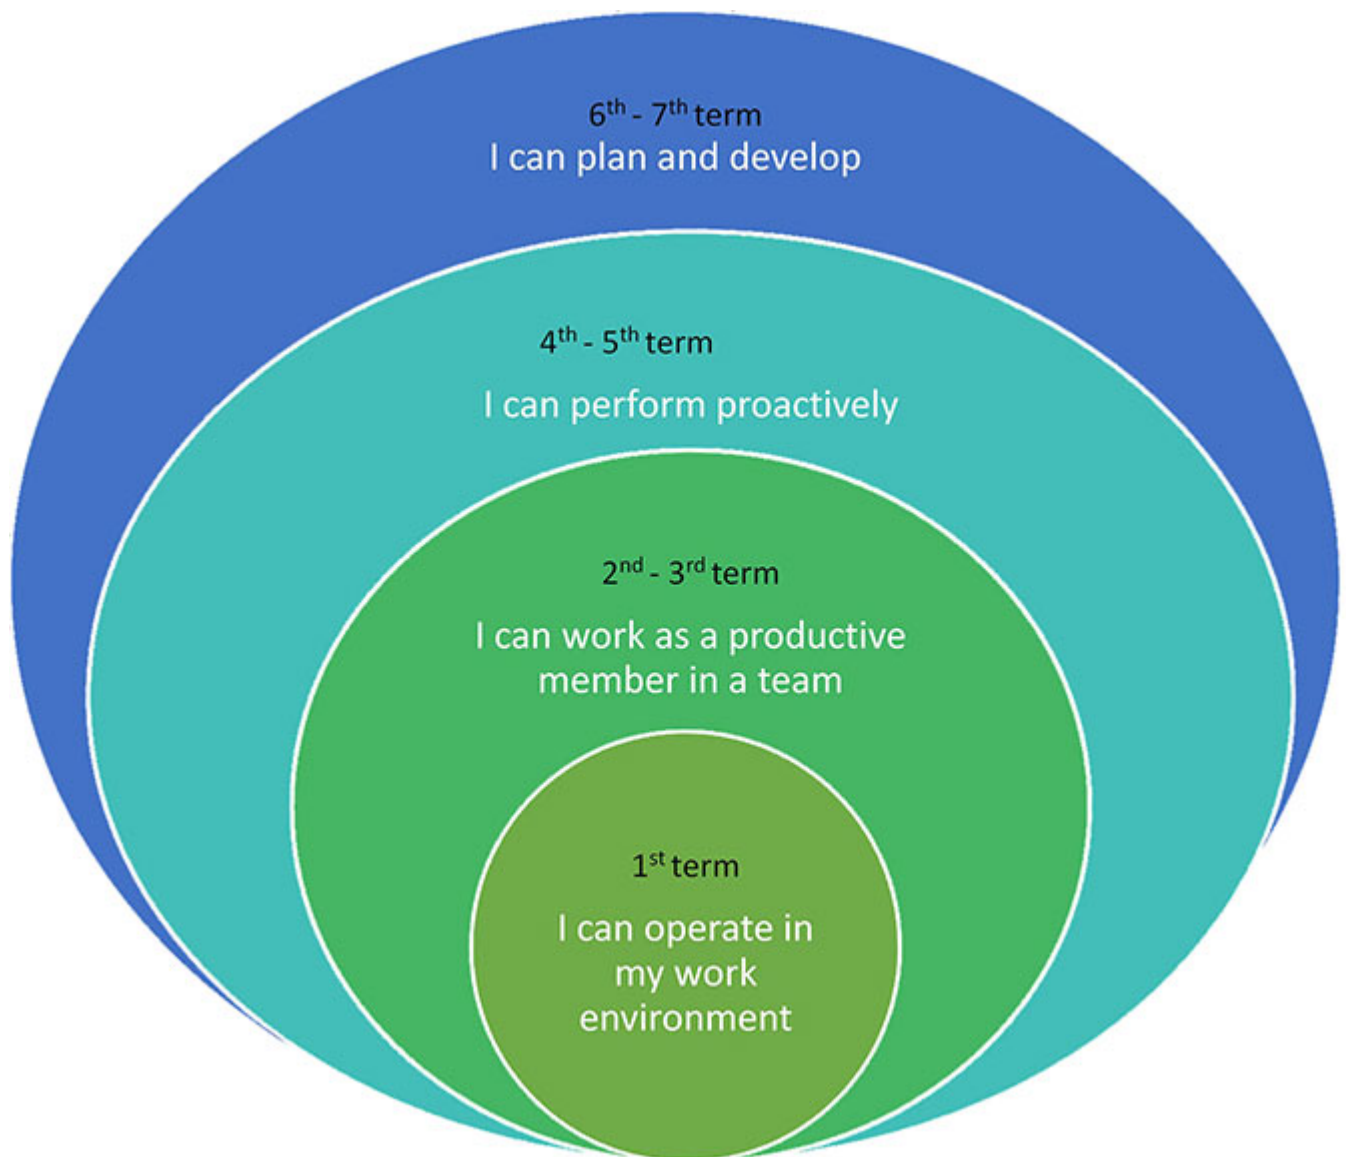 6th - 7th term
I can plan and develop
4th - 5th term
I can perform proactively
2nd - 3rd term
I can work as a productive
member in a team
1st term
I can operate in
my work
environment